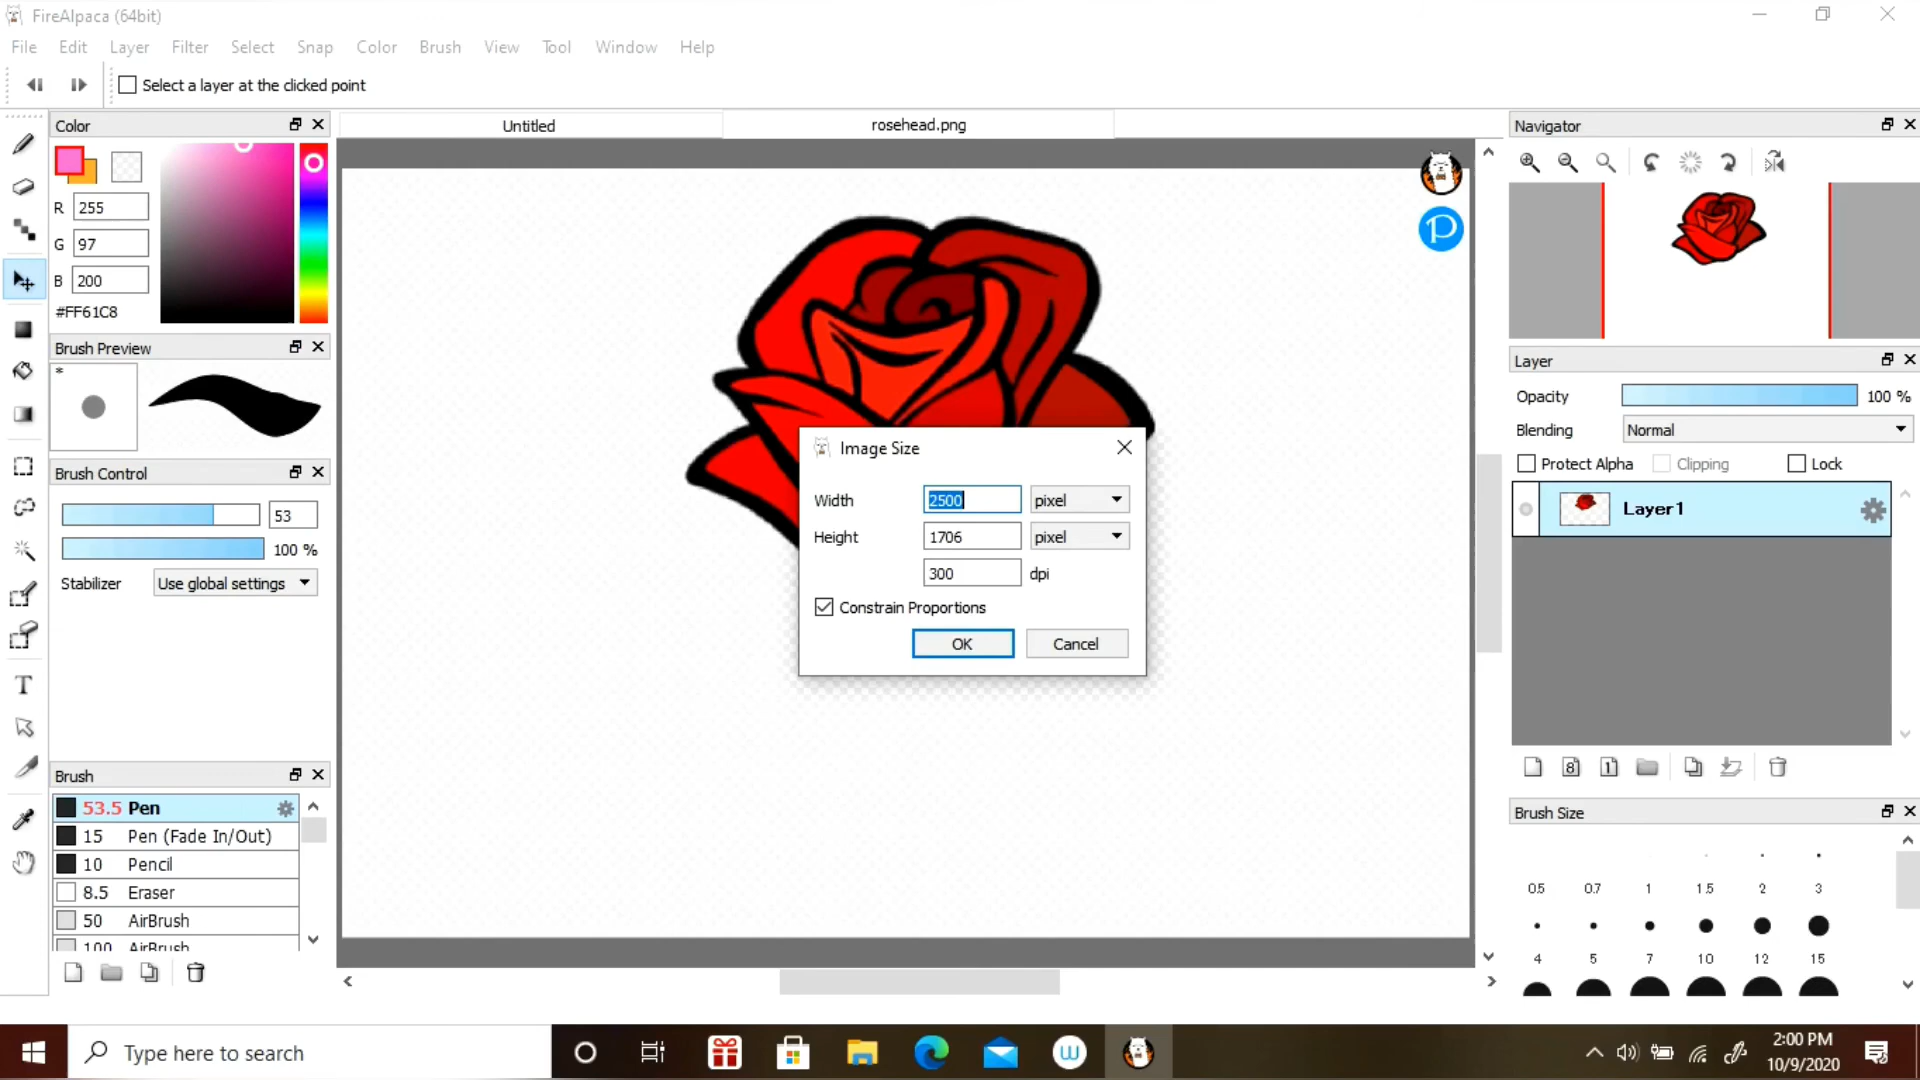 FireAlpaca (64bit)
File Edit Layer Filter Select Snap Color Brush View Tool Window Help
Select a layer at the clicked point
Color
R 255
G 97
B 200
#FF61C8
Brush Preview
*
Brush Control
53
100 %
Stabilizer Use global settings
Brush
53.5 Pen
15 Pen (Fade In/Out)
10 Pencil
8.5 Eraser
50 AirBrush
100 AirBrush
Untitled rosehead.png
P
Image Size
Width 2500 pixel
Height 1706 pixel
300 dpi
Constrain Proportions
OK Cancel
Navigator
Layer
Opacity 100 %
Blending Normal
Protect Alpha Clipping Lock
Layer1
8 1
Brush Size
0.5 0.7 1 1.5 2 3
4 5 7 10 12 15
T
Type here to search
W
2:00 PM
10/9/2020